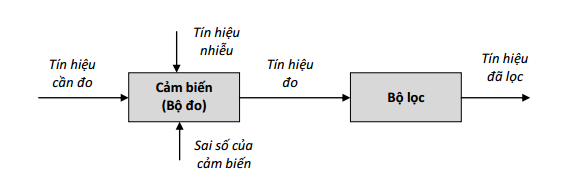 Tín hiệu
cần đo
Tín hiệu
nhiễu
Cảm biến
(Bộ đo)
Sai số của
cảm biến
Tín hiệu
đo
Bộ lọc
Tín hiệu
đã lọc